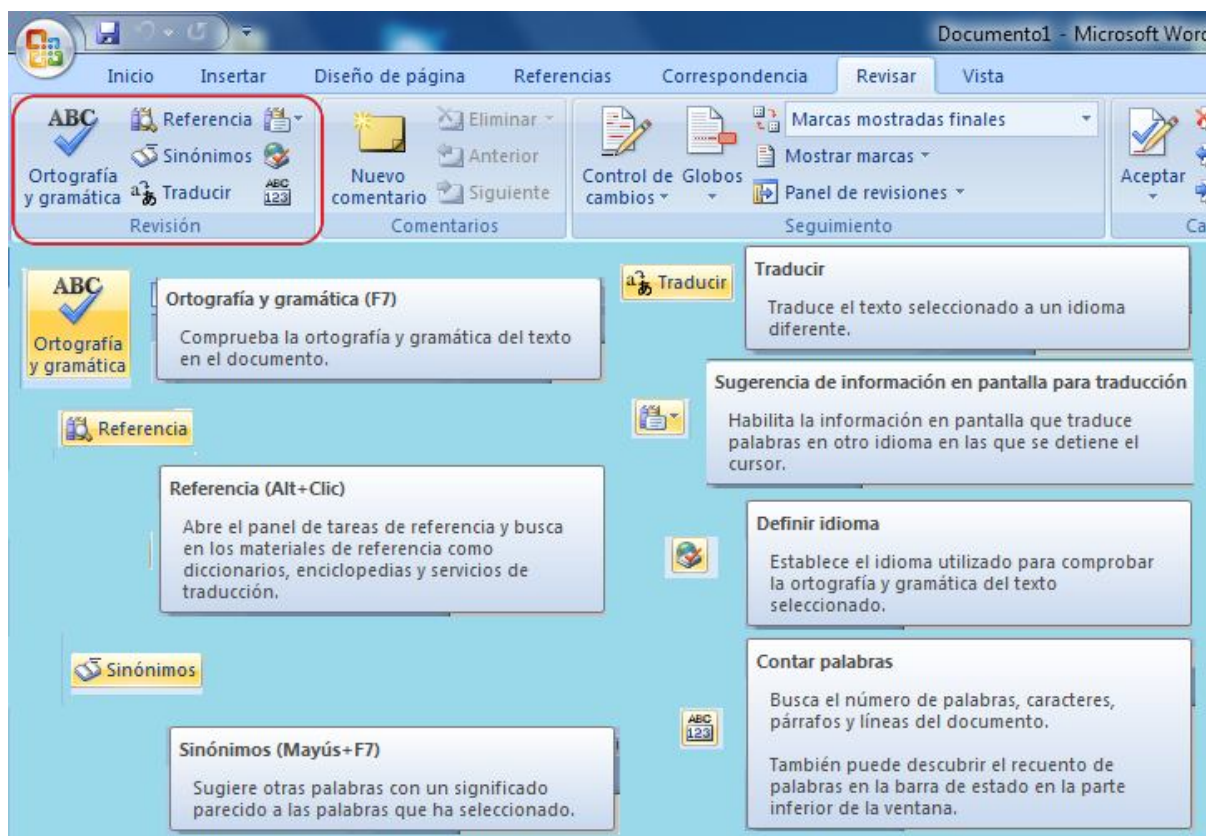 Documento1 - Microsoft Word
Inicio Insertar Diseño de página Referencias Correspondencia Revisar Vista
ABC
Ortografía
y gramática
Referencia
Sinónimos
Traducir
ABC
123
Revisión
Nuevo
comentario
Eliminar
Anterior
Siguiente
Comentarios
Control de
cambios
Globos
Marcas mostradas finales
Mostrar marcas
Panel de revisiones
Seguimiento
Aceptar
Ca
ABC
Ortografía
y gramática
Ortografía y gramática (F7)
Comprueba la ortografía y gramática del texto
en el documento.
Referencia
Referencia (Alt+Clic)
Abre el panel de tareas de referencia y busca
en los materiales de referencia como
diccionarios, enciclopedias y servicios de
traducción.
Sinónimos
Sinónimos (Mayús+F7)
Sugiere otras palabras con un significado
parecido a las palabras que ha seleccionado.
Traducir
Traducir
Traduce el texto seleccionado a un idioma
diferente.
Sugerencia de información en pantalla para traducción
Habilita la información en pantalla que traduce
palabras en otro idioma en las que se detiene el
cursor.
Definir idioma
Establece el idioma utilizado para comprobar
la ortografía y gramática del texto
seleccionado.
ABC
123
Contar palabras
Busca el número de palabras, caracteres,
párrafos y líneas del documento.
También puede descubrir el recuento de
palabras en la barra de estado en la parte
inferior de la ventana.